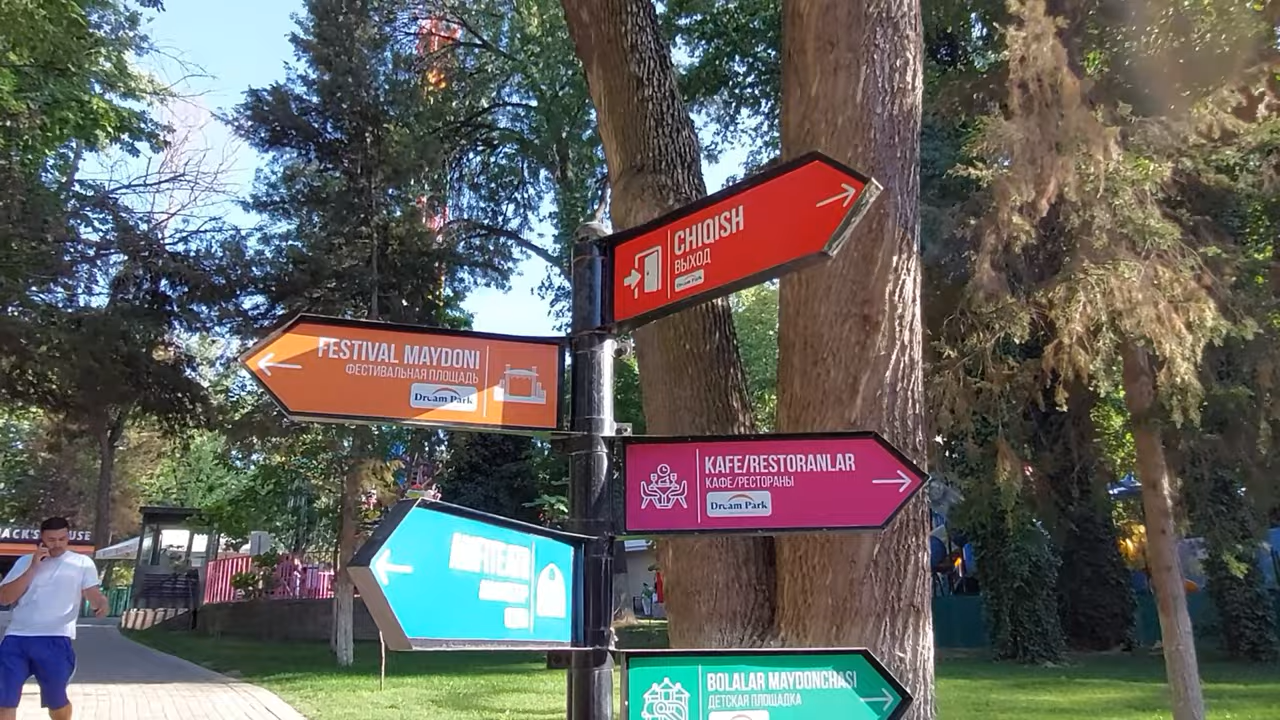 CHIQISH
ВЫХОД
Dream Park
FESTIVAL MAYDONI
ФЕСТИВАЛЬНАЯ ПЛОЩАДЬ
Dream Park
KAFE/RESTORANLAR
КАФЕ/РЕСТОРАНЫ
Dream Park
BOLALAR MAYDONCHASI
ДЕТСКАЯ ПЛОЩАДКА